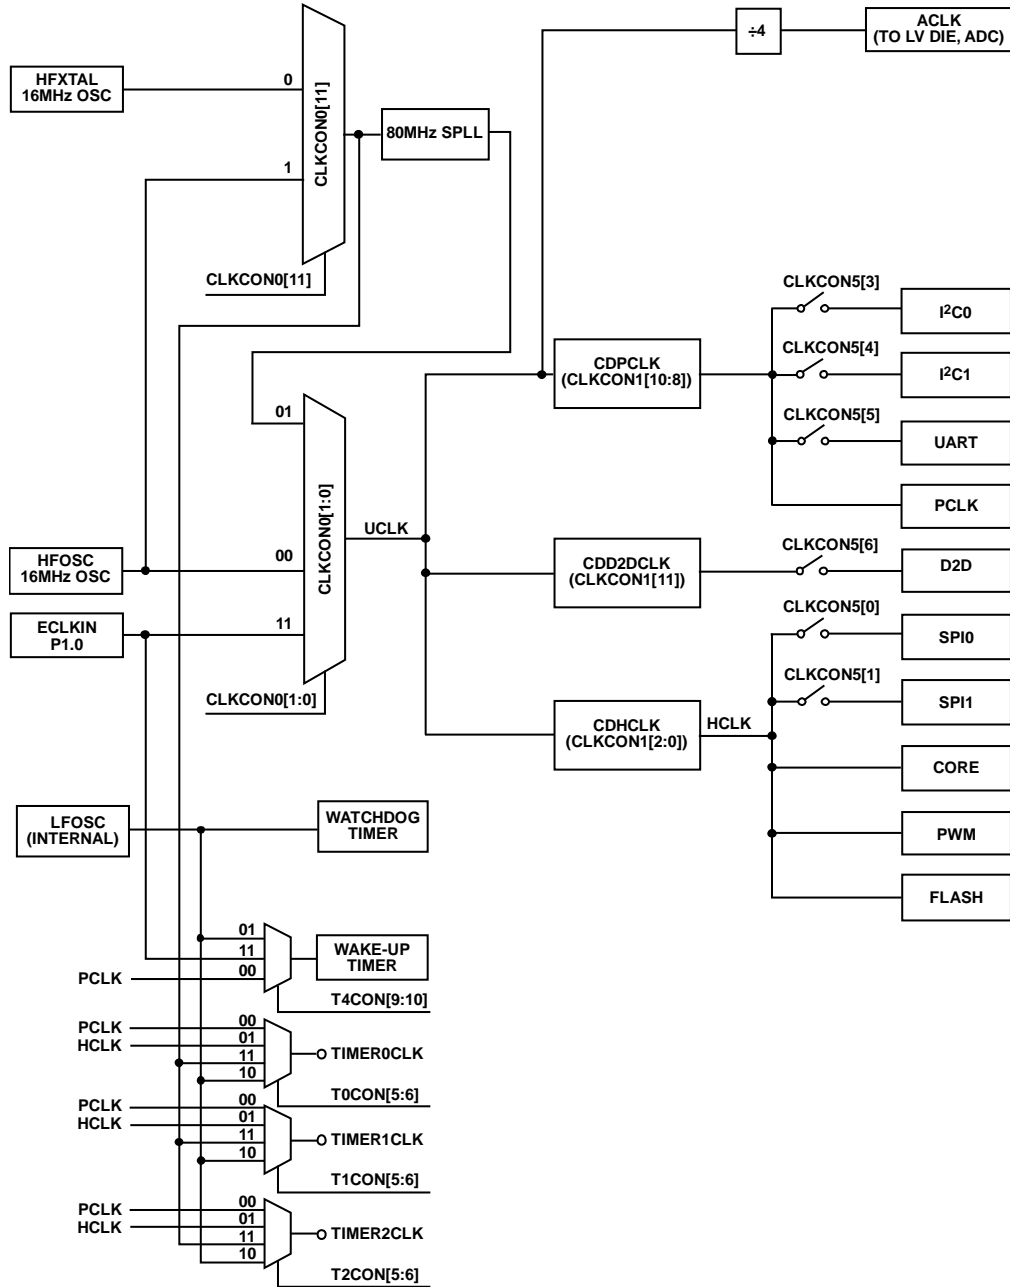 ÷4
ACLK
(TO LV DIE, ADC)
HFXTAL
16MHz OSC
0
1
CLKCON0[11]
80MHz SPLL
CLKCON0[11]
CLKCON5[3]
I²C0
CDPCLK
(CLKCON1[10:8])
CLKCON5[4]
I²C1
CLKCON5[5]
UART
PCLK
01
CLKCON0[1:0]
UCLK
HFOSC
16MHz OSC
00
CDD2DCLK
(CLKCON1[11])
CLKCON5[6]
D2D
ECLKIN
P1.0
11
CLKCON5[0]
SPI0
CLKCON0[1:0]
CLKCON5[1]
SPI1
CDHCLK
(CLKCON1[2:0])
HCLK
CORE
PWM
FLASH
LFOSC
(INTERNAL)
WATCHDOG
TIMER
01
11
PCLK
00
WAKE-UP
TIMER
T4CON[9:10]
PCLK
00
HCLK
01
11
10
TIMER0CLK
T0CON[5:6]
PCLK
00
HCLK
01
11
10
TIMER1CLK
T1CON[5:6]
PCLK
00
HCLK
01
11
10
TIMER2CLK
T2CON[5:6]